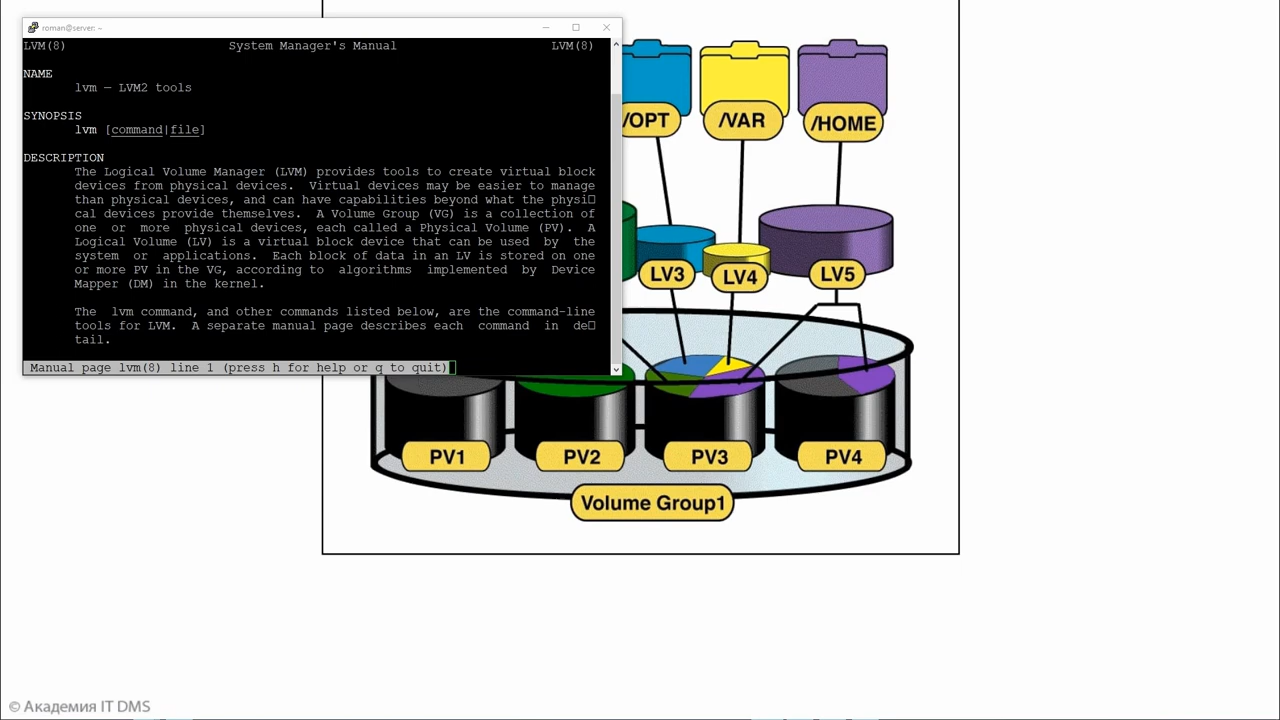 roman@server: ~
LVM(8) System Manager's Manual LVM(8)
NAME
lvm — LVM2 tools
SYNOPSIS
lvm [command|file]
DESCRIPTION
The Logical Volume Manager (LVM) provides tools to create virtual block
devices from physical devices. Virtual devices may be easier to manage
than physical devices, and can have capabilities beyond what the physi□
cal devices provide themselves. A Volume Group (VG) is a collection of
one or more physical devices, each called a Physical Volume (PV). A
Logical Volume (LV) is a virtual block device that can be used by the
system or applications. Each block of data in an LV is stored on one
or more PV in the VG, according to algorithms implemented by Device
Mapper (DM) in the kernel.
The lvm command, and other commands listed below, are the command-line
tools for LVM. A separate manual page describes each command in de□
tail.
Manual page lvm(8) line 1 (press h for help or q to quit)
/OPT
/VAR
/HOME
LV3
LV4
LV5
PV1
PV2
PV3
PV4
Volume Group1
© Академия IT DMS